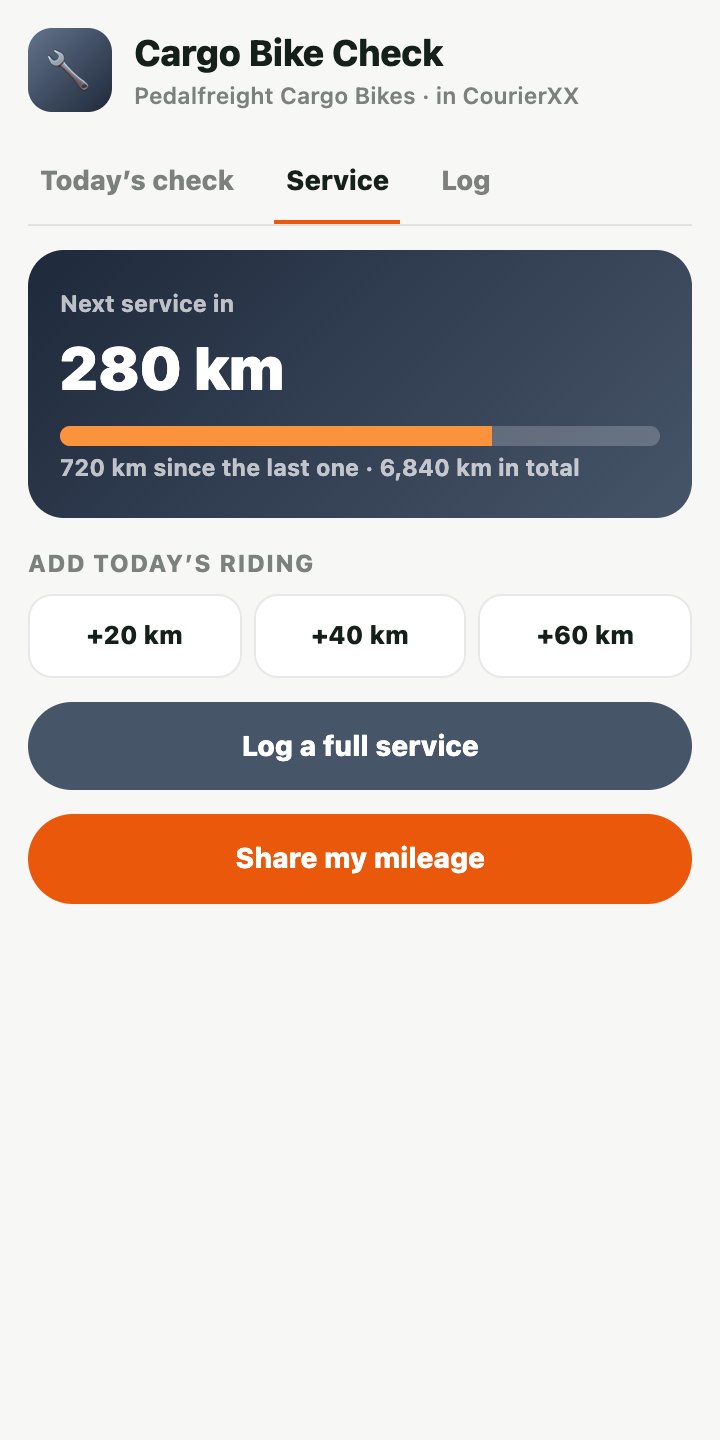 Cargo Bike Check
Pedalfreight Cargo Bikes · in CourierXX
Today’s check
Service
Log
Next service in
280 km
720 km since the last one · 6,840 km in total
ADD TODAY’S RIDING
+20 km
+40 km
+60 km
Log a full service
Share my mileage